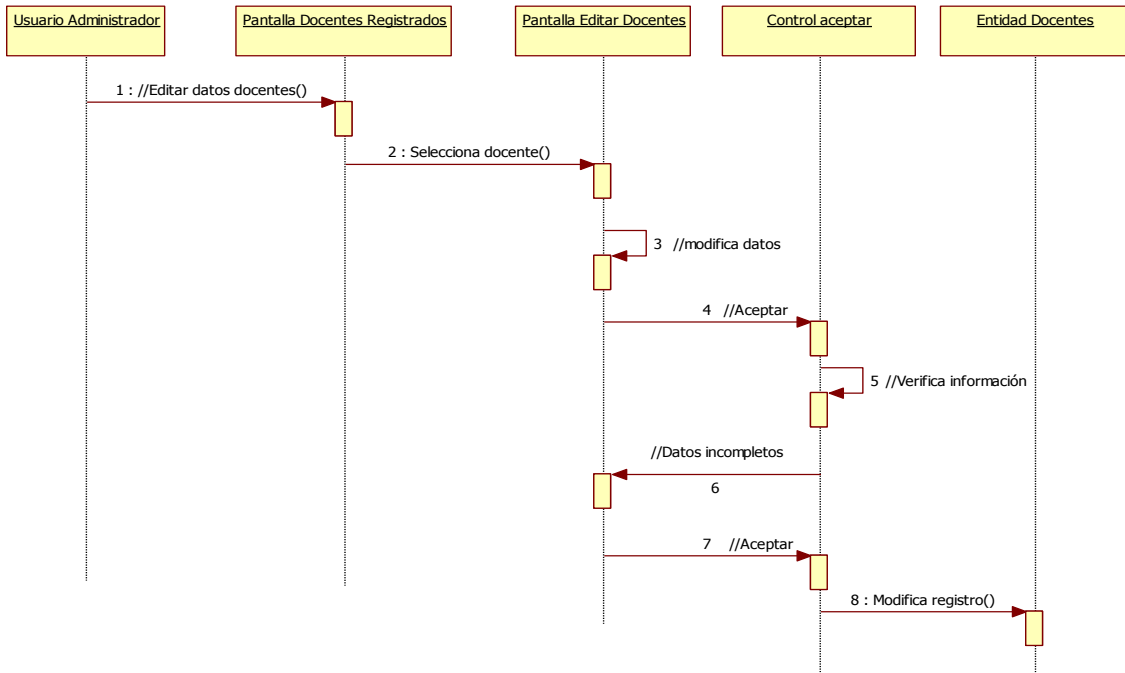 Usuario Administrador
Pantalla Docentes Registrados
Pantalla Editar Docentes
Control aceptar
Entidad Docentes
1 : //Editar datos docentes()
2 : Selecciona docente()
3 //modifica datos
4 //Aceptar
5 //Verifica información
//Datos incompletos
6
7 //Aceptar
8 : Modifica registro()